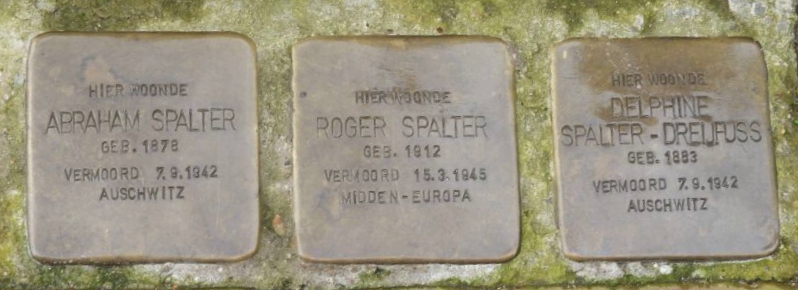 HIER WOONDE
ABRAHAM SPALTER
GEB. 1878
VERMOORD 7.9.1942
AUSCHWITZ
HIER WOONDE
ROGER SPALTER
GEB. 1912
VERMOORD 15.3.1945
MIDDEN-EUROPA
HIER WOONDE
DELPHINE
SPALTER-DREIJFUSS
GEB. 1883
VERMOORD 7.9.1942
AUSCHWITZ